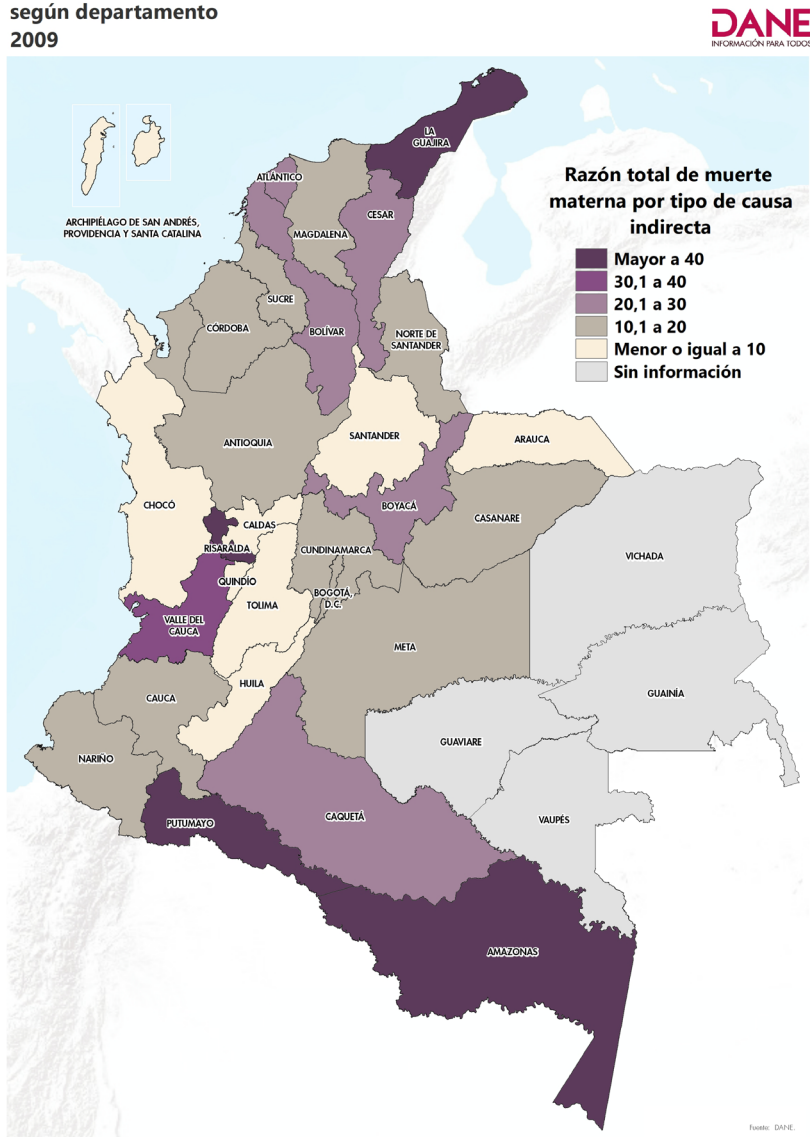 según departamento
2009
DANE
INFORMACIÓN PARA TODOS
LA
GUAJIRA
ATLÁNTICO
CESAR
MAGDALENA
ARCHIPIÉLAGO DE SAN ANDRÉS,
PROVIDENCIA Y SANTA CATALINA
Razón total de muerte
materna por tipo de causa
indirecta
Mayor a 40
30,1 a 40
20,1 a 30
10,1 a 20
Menor o igual a 10
Sin información
SUCRE
CÓRDOBA
BOLÍVAR
NORTE DE
SANTANDER
ANTIOQUIA
SANTANDER
ARAUCA
CHOCÓ
BOYACÁ
CASANARE
CALDAS
RISARALDA
CUNDINAMARCA
VICHADA
QUINDÍO
TOLIMA
BOGOTÁ,
D.C.
VALLE DEL
CAUCA
META
HUILA
CAUCA
GUAINÍA
GUAVIARE
NARIÑO
PUTUMAYO
CAQUETÁ
VAUPÉS
AMAZONAS
Fuente: DANE.